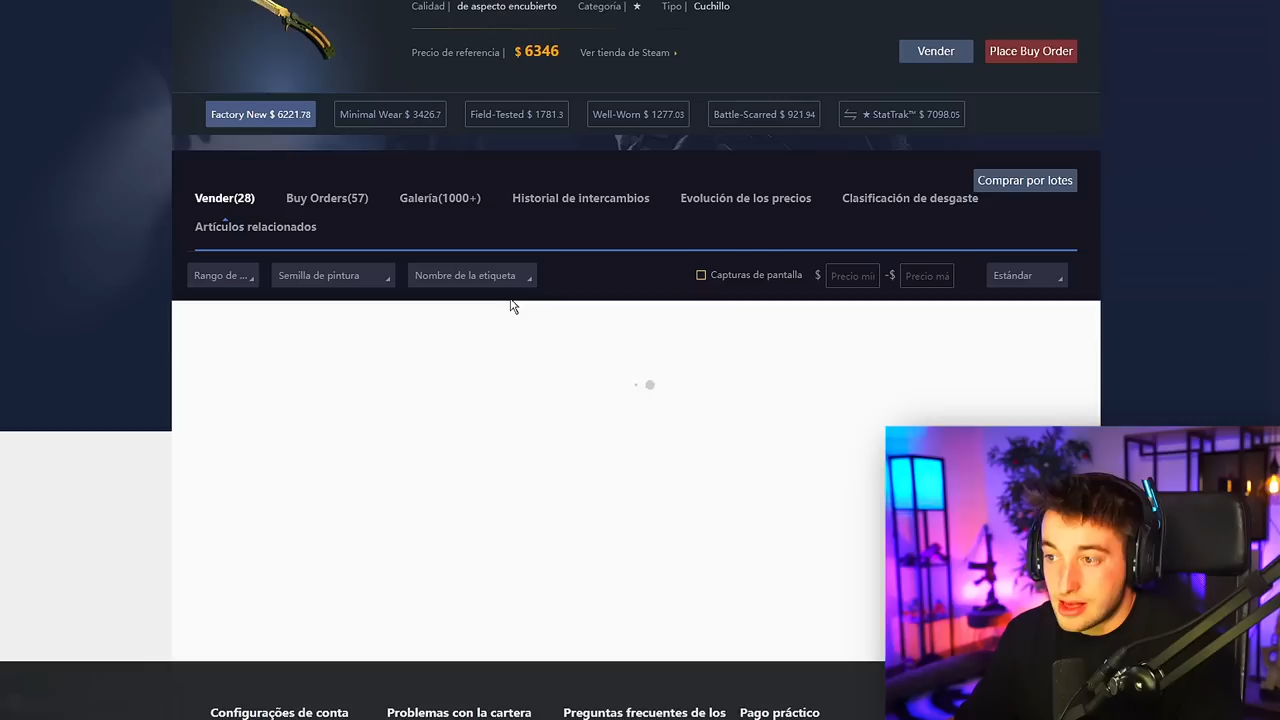 Calidad | de aspecto encubierto Categoría | ★ Tipo | Cuchillo
Precio de referencia | $ 6346 Ver tienda de Steam ›
Vender
Place Buy Order
Factory New $ 6221.78
Minimal Wear $ 3426.7
Field-Tested $ 1781.3
Well-Worn $ 1277.03
Battle-Scarred $ 921.94
★ StatTrak™ $ 7098.05
Comprar por lotes
Vender(28) Buy Orders(57) Galería(1000+) Historial de intercambios Evolución de los precios Clasificación de desgaste
Artículos relacionados
Rango de ...
Semilla de pintura
Nombre de la etiqueta
Capturas de pantalla $ Precio mi -$ Precio má
Estándar
Configurações de conta
Problemas con la cartera
Preguntas frecuentes de los
Pago práctico